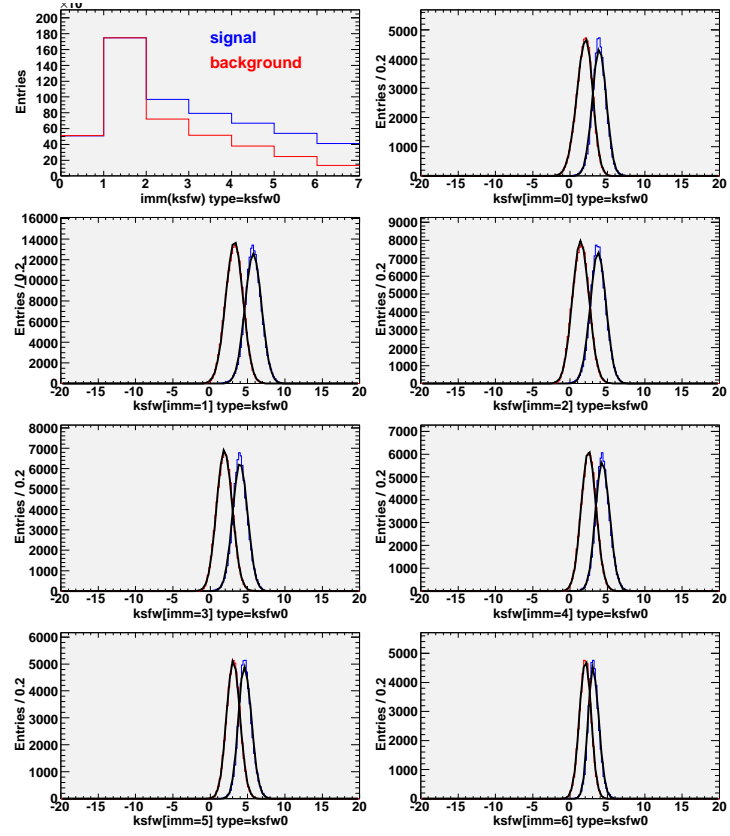 ×10
200
180
160
140
120
100
80
60
40
20
0
Entries
signal
background
0 1 2 3 4 5 6 7
imm(ksfw) type=ksfw0
5000
4000
3000
2000
1000
0
Entries / 0.2
-20 -15 -10 -5 0 5 10 15 20
ksfw[imm=0] type=ksfw0
16000
14000
12000
10000
8000
6000
4000
2000
0
Entries / 0.2
-20 -15 -10 -5 0 5 10 15 20
ksfw[imm=1] type=ksfw0
9000
8000
7000
6000
5000
4000
3000
2000
1000
0
Entries / 0.2
-20 -15 -10 -5 0 5 10 15 20
ksfw[imm=2] type=ksfw0
8000
7000
6000
5000
4000
3000
2000
1000
0
Entries / 0.2
-20 -15 -10 -5 0 5 10 15 20
ksfw[imm=3] type=ksfw0
7000
6000
5000
4000
3000
2000
1000
0
Entries / 0.2
-20 -15 -10 -5 0 5 10 15 20
ksfw[imm=4] type=ksfw0
6000
5000
4000
3000
2000
1000
0
Entries / 0.2
-20 -15 -10 -5 0 5 10 15 20
ksfw[imm=5] type=ksfw0
5000
4000
3000
2000
1000
0
Entries / 0.2
-20 -15 -10 -5 0 5 10 15 20
ksfw[imm=6] type=ksfw0